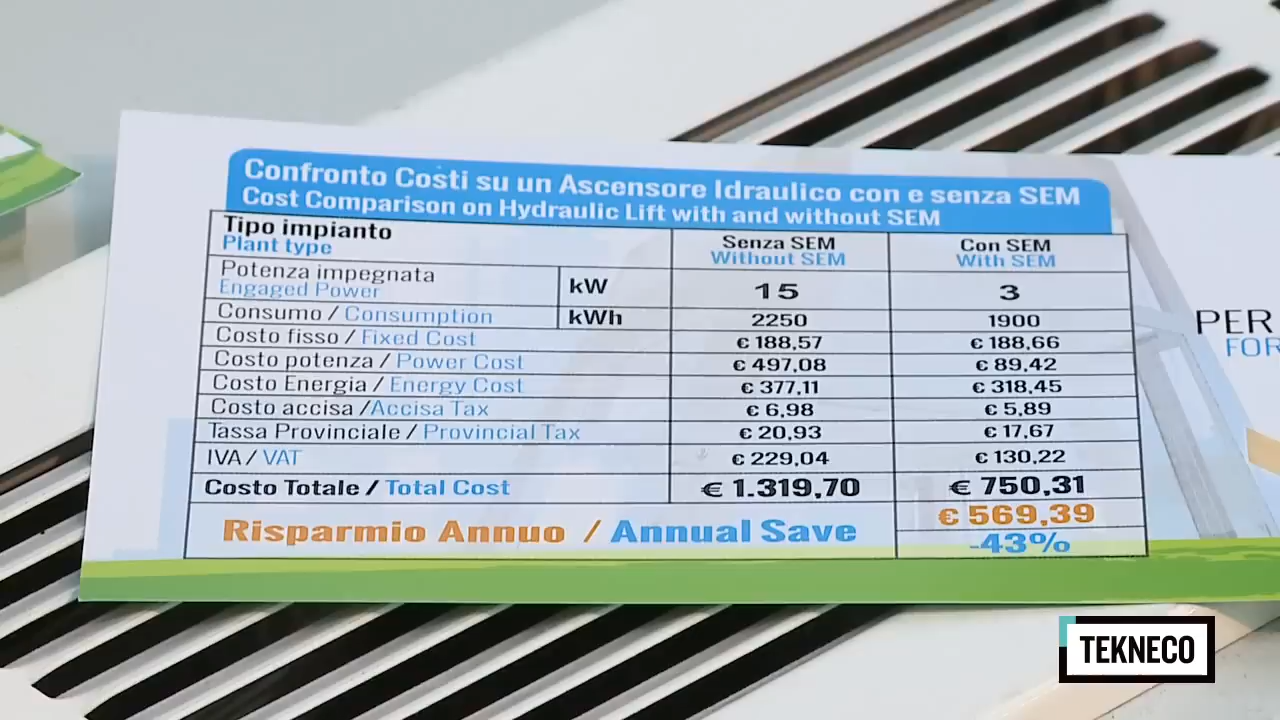 Confronto Costi su un Ascensore Idraulico con e senza SEM
Cost Comparison on Hydraulic Lift with and without SEM
Tipo impianto
Plant type
Senza SEM
Without SEM
Con SEM
With SEM
Potenza impegnata
Engaged Power
kW
15
3
Consumo / Consumption kWh 2250 1900
Costo fisso / Fixed Cost € 188,57 € 188,66
Costo potenza / Power Cost € 497,08 € 89,42
Costo Energia / Energy Cost € 377,11 € 318,45
Costo accisa /Accisa Tax € 6,98 € 5,89
Tassa Provinciale / Provincial Tax € 20,93 € 17,67
IVA / VAT € 229,04 € 130,22
Costo Totale / Total Cost € 1.319,70 € 750,31
Risparmio Annuo / Annual Save
€ 569,39
-43%
PER
FOR
TEKNECO